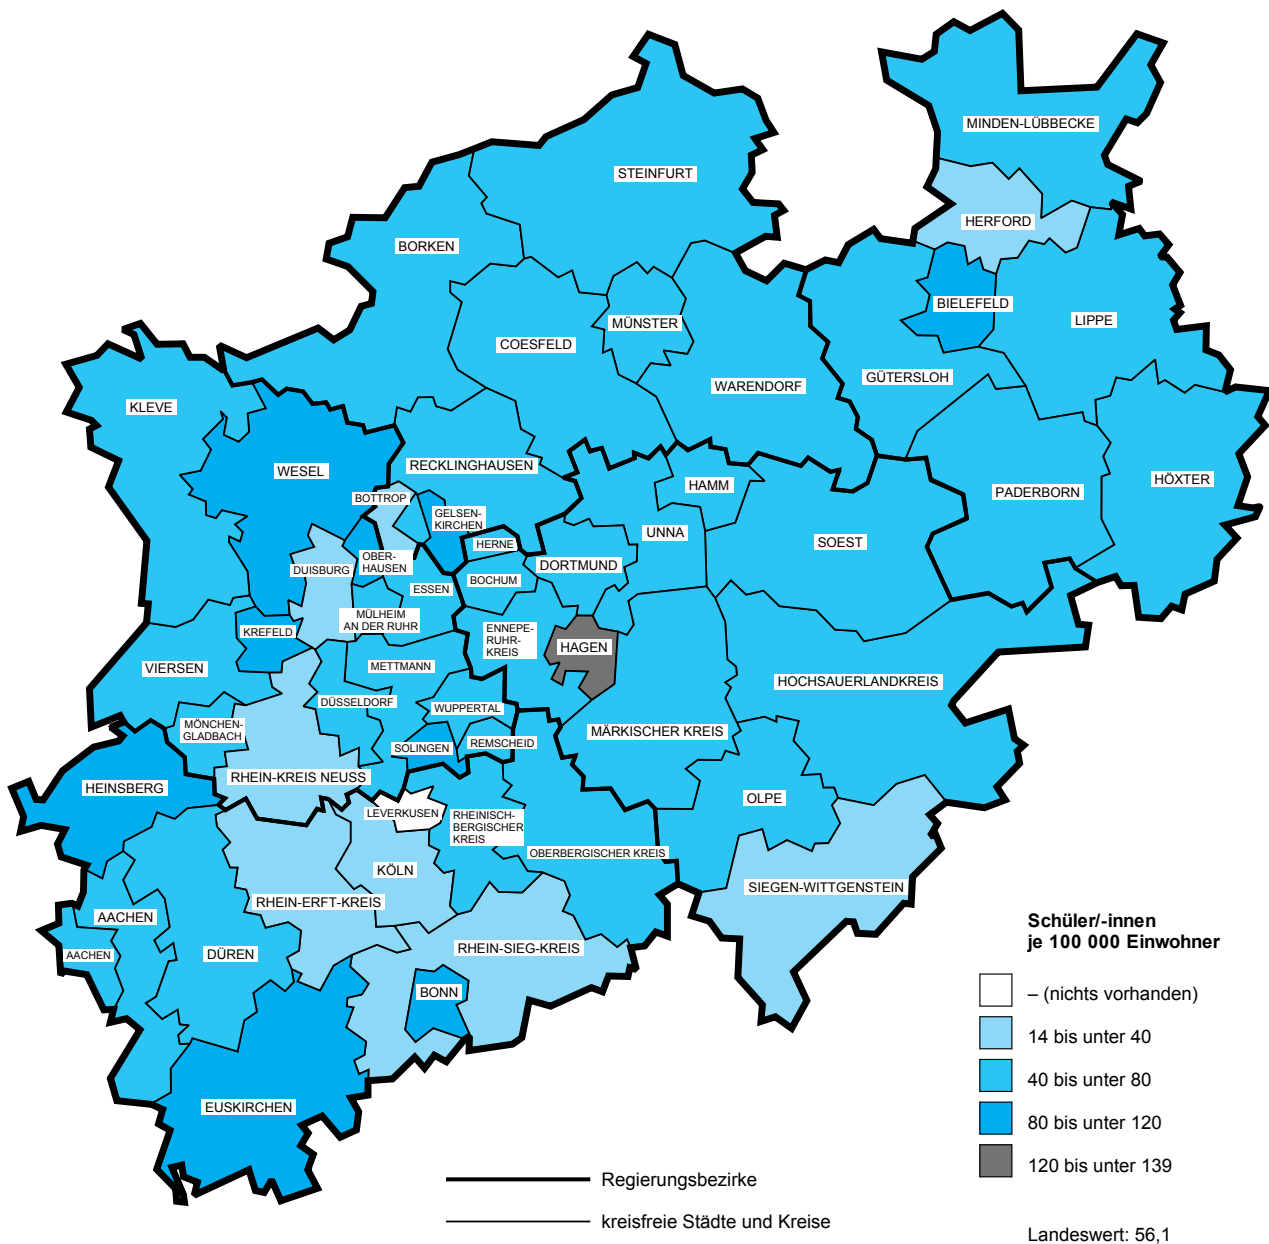 MINDEN-LÜBBECKE
STEINFURT
HERFORD
BORKEN
BIELEFELD
MÜNSTER
LIPPE
COESFELD
GÜTERSLOH
WARENDORF
KLEVE
RECKLINGHAUSEN
WESEL
HÖXTER
HAMM
PADERBORN
BOTTROP
GELSEN-
KIRCHEN
UNNA
SOEST
HERNE
OBER-
HAUSEN
DORTMUND
DUISBURG
BOCHUM
ESSEN
MÜLHEIM
AN DER RUHR
KREFELD
ENNEPE-
RUHR-
KREIS
HAGEN
VIERSEN
METTMANN
HOCHSAUERLANDKREIS
DÜSSELDORF
WUPPERTAL
MÖNCHEN-
GLADBACH
MÄRKISCHER KREIS
SOLINGEN
REMSCHEID
RHEIN-KREIS NEUSS
HEINSBERG
OLPE
LEVERKUSEN
RHEINISCH-
BERGISCHER
KREIS
OBERBERGISCHER KREIS
KÖLN
SIEGEN-WITTGENSTEIN
RHEIN-ERFT-KREIS
AACHEN
RHEIN-SIEG-KREIS
AACHEN
DÜREN
BONN
EUSKIRCHEN
Schüler/-innen
je 100 000 Einwohner
– (nichts vorhanden)
14 bis unter 40
40 bis unter 80
80 bis unter 120
120 bis unter 139
Regierungsbezirke
kreisfreie Städte und Kreise
Landeswert: 56,1